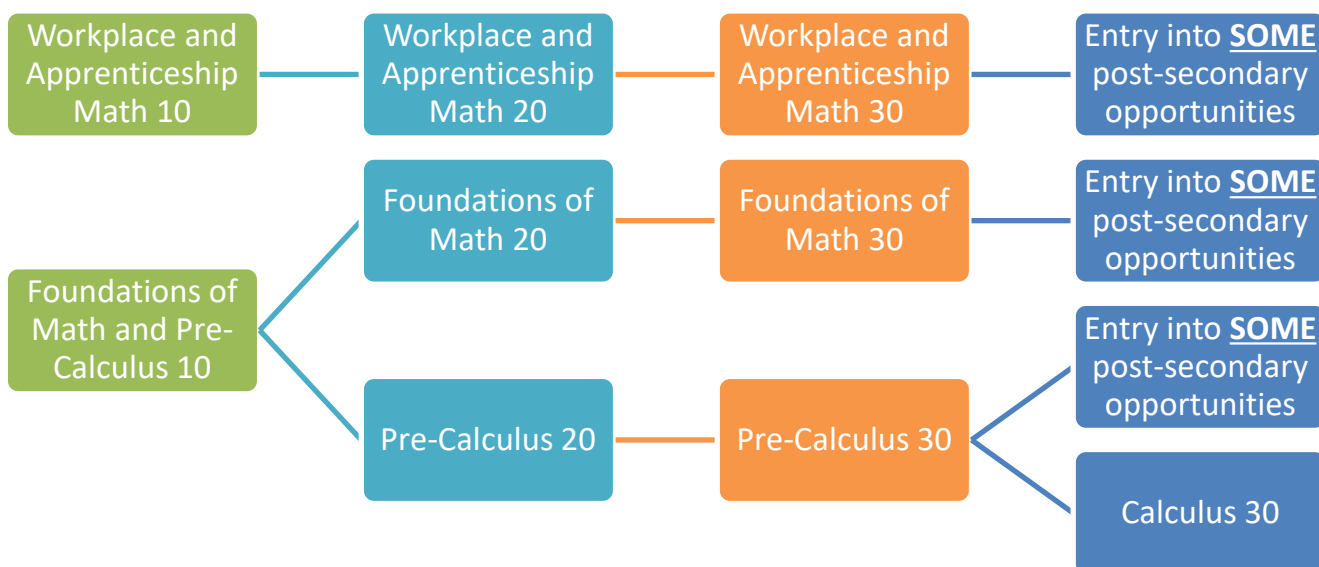 Workplace and
Apprenticeship
Math 10
Workplace and
Apprenticeship
Math 20
Workplace and
Apprenticeship
Math 30
Entry into SOME
post-secondary
opportunities
Foundations of
Math and Pre-
Calculus 10
Foundations of
Math 20
Foundations of
Math 30
Entry into SOME
post-secondary
opportunities
Pre-Calculus 20
Pre-Calculus 30
Entry into SOME
post-secondary
opportunities
Calculus 30